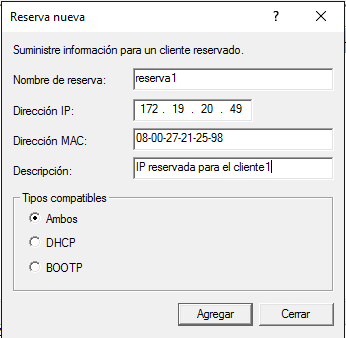 Reserva nueva ? ×
Suministre información para un cliente reservado.
Nombre de reserva: reserva1
Dirección IP: 172 . 19 . 20 . 49
Dirección MAC: 08-00-27-21-25-98
Descripción: IP reservada para el cliente1
Tipos compatibles
Ambos
DHCP
BOOTP
Agregar Cerrar